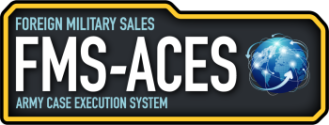 FOREIGN MILITARY SALES
FMS-ACES
ARMY CASE EXECUTION SYSTEM